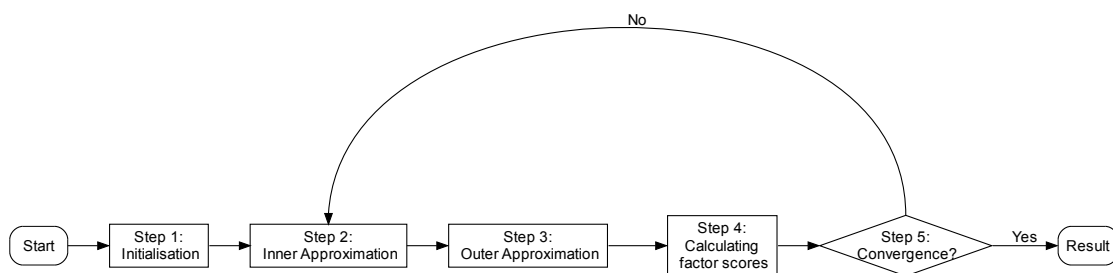 No
Start
Step 1:
Initialisation
Step 2:
Inner Approximation
Step 3:
Outer Approximation
Step 4:
Calculating
factor scores
Step 5:
Convergence?
Yes
Result